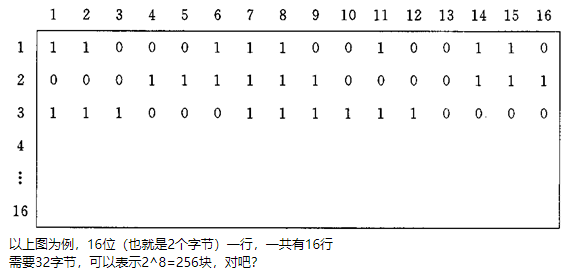 1 2 3 4 5 6 7 8 9 10 11 12 13 14 15 16
1 1 1 0 0 0 1 1 1 0 0 1 0 0 1 1 0
2 0 0 0 1 1 1 1 1 1 0 0 0 0 1 1 1
3 1 1 1 0 0 0 1 1 1 1 1 1 0 0 0 0
4
⋮
16
以上图为例，16位（也就是2个字节）一行，一共有16行
需要32字节，可以表示2^8=256块，对吧?